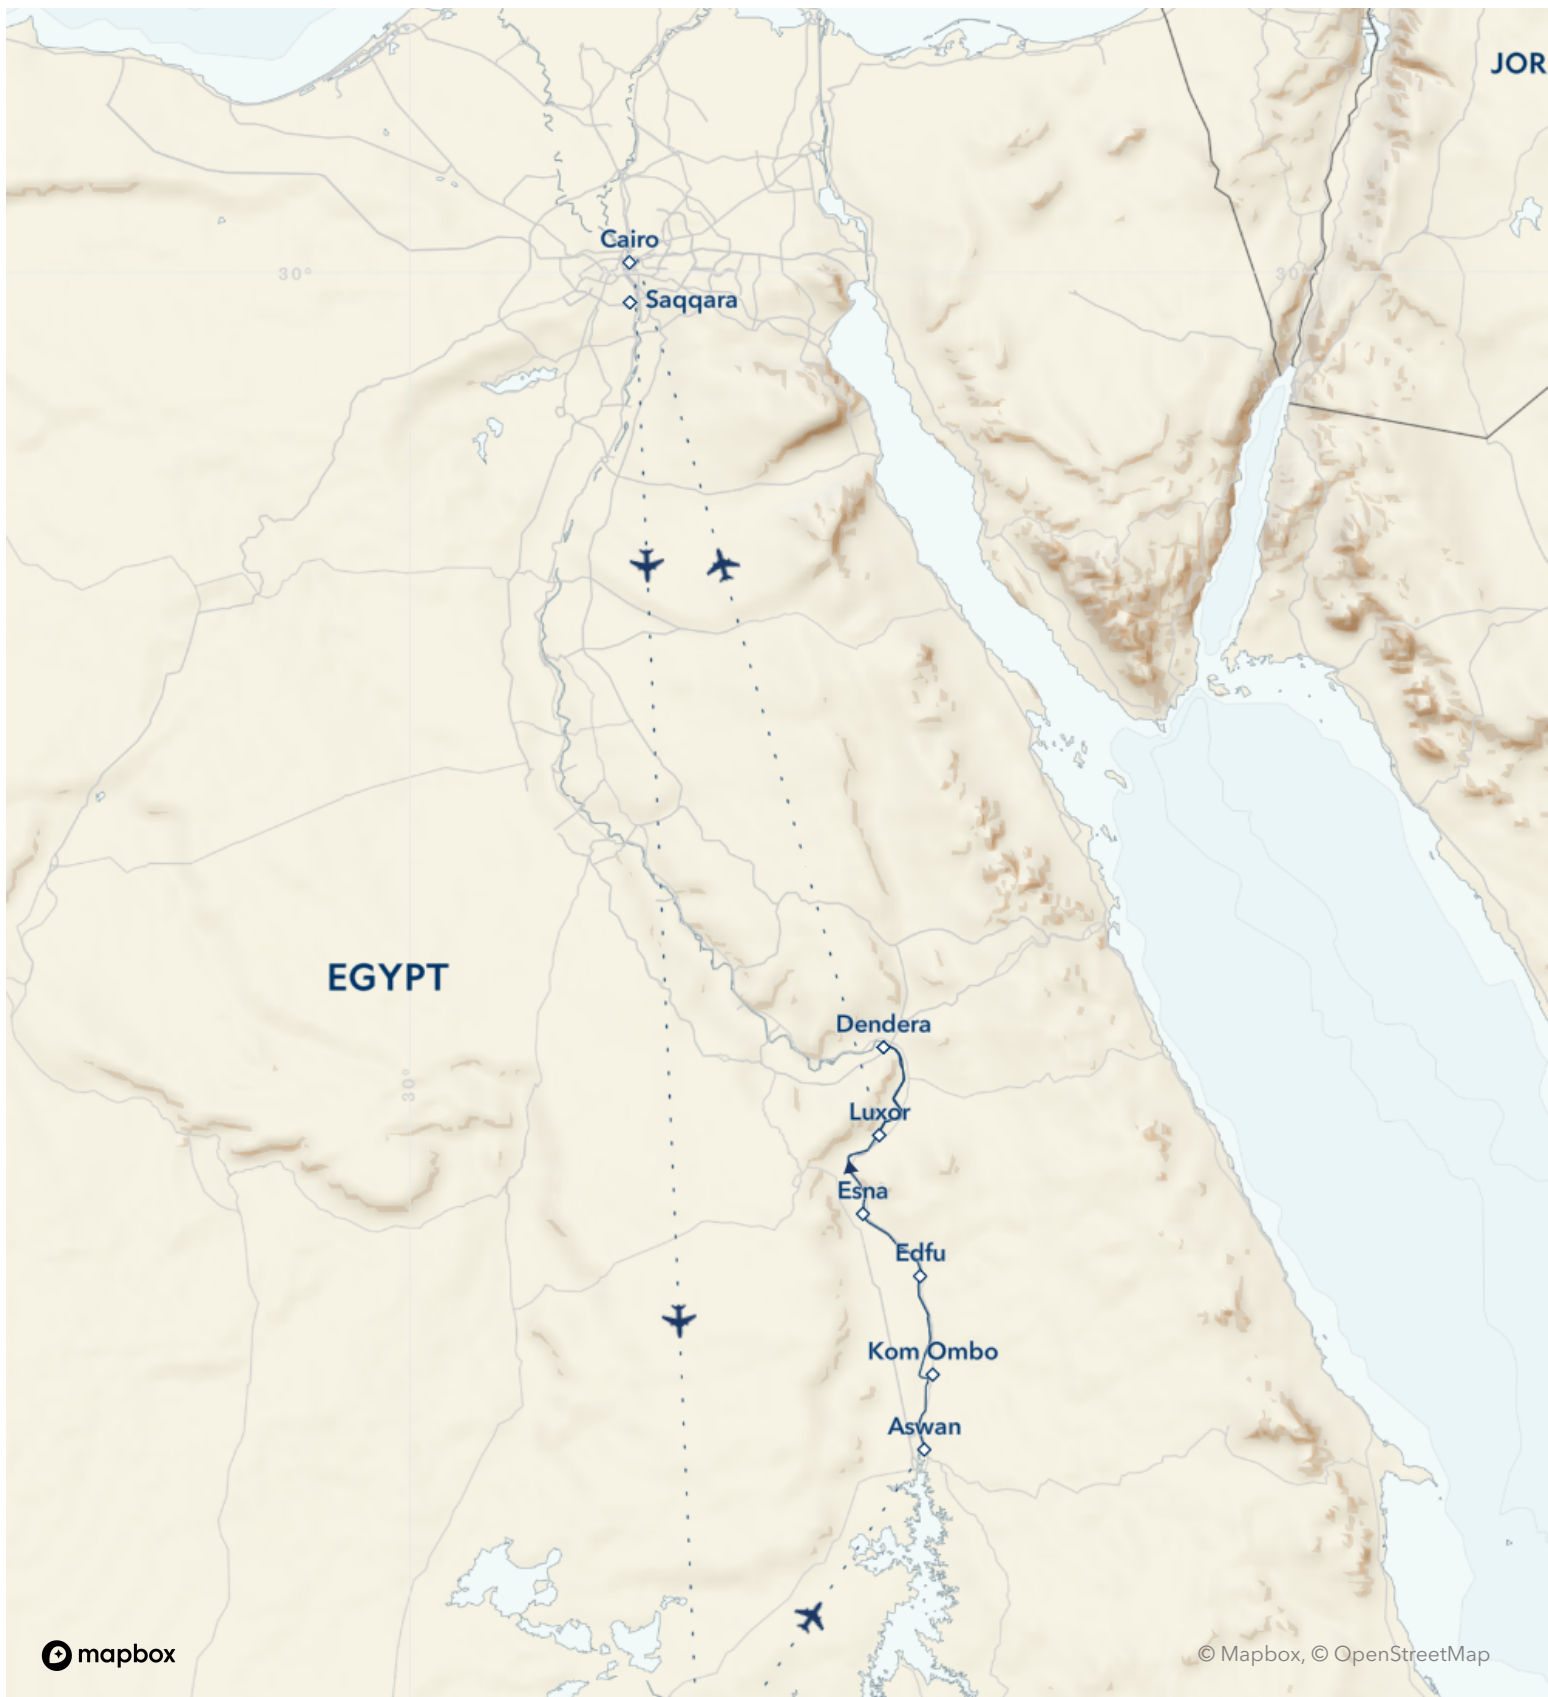 JOR
Cairo
30°
30°
Saqqara
EGYPT
Dendera
30°
Luxor
Esna
Edfu
Kom Ombo
Aswan
mapbox
© Mapbox, © OpenStreetMap